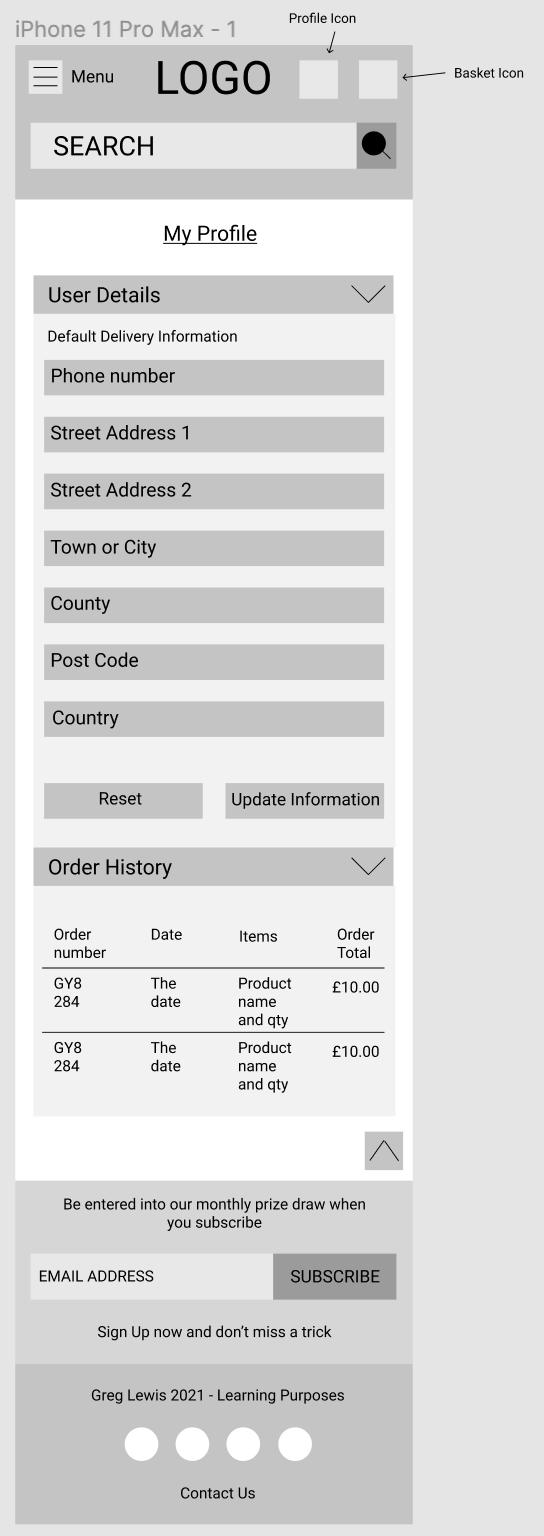 Profile Icon
iPhone 11 Pro Max - 1
Menu
LOGO
Basket Icon
SEARCH
My Profile
User Details
Default Delivery Information
Phone number
Street Address 1
Street Address 2
Town or City
County
Post Code
Country
Reset
Update Information
Order History
Order number
Date
Items
Order Total
GY8 284
The date
Product name and qty
£10.00
GY8 284
The date
Product name and qty
£10.00
Be entered into our monthly prize draw when
you subscribe
EMAIL ADDRESS
SUBSCRIBE
Sign Up now and don’t miss a trick
Greg Lewis 2021 - Learning Purposes
Contact Us